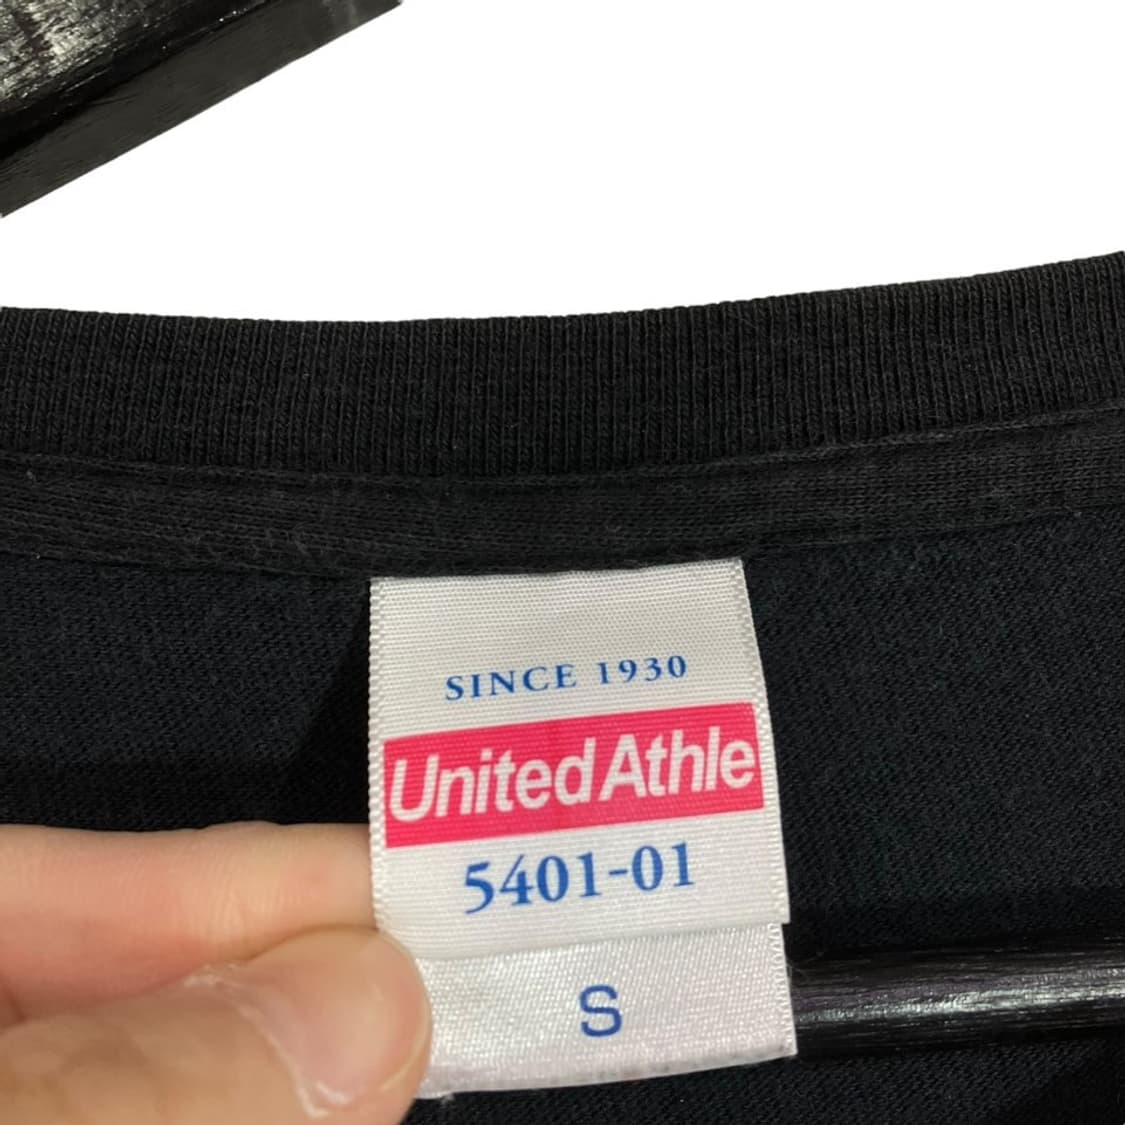 SINCE 1930
United Athle
5401-01
S